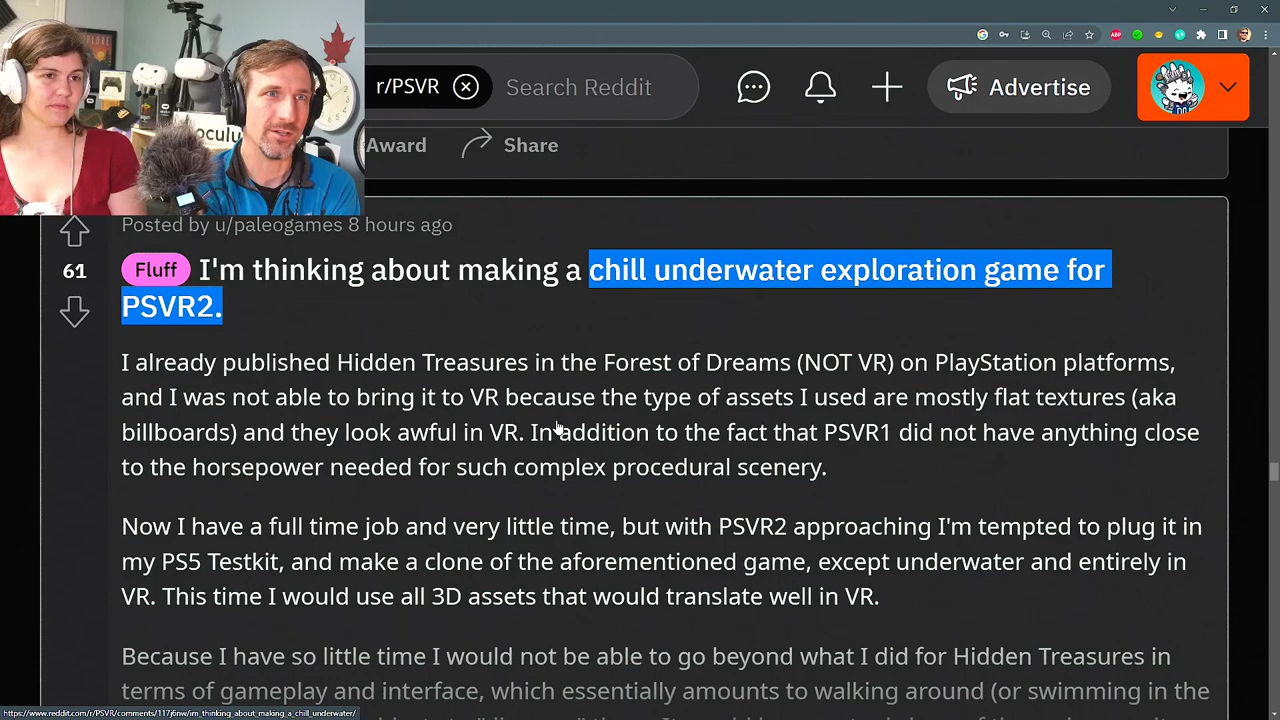 r/PSVR
Search Reddit
Advertise
Award
Share
Posted by u/paleogames 8 hours ago
61
Fluff I'm thinking about making a chill underwater exploration game for
PSVR2.
I already published Hidden Treasures in the Forest of Dreams (NOT VR) on PlayStation platforms,
and I was not able to bring it to VR because the type of assets I used are mostly flat textures (aka
billboards) and they look awful in VR. In addition to the fact that PSVR1 did not have anything close
to the horsepower needed for such complex procedural scenery.
Now I have a full time job and very little time, but with PSVR2 approaching I'm tempted to plug it in
my PS5 Testkit, and make a clone of the aforementioned game, except underwater and entirely in
VR. This time I would use all 3D assets that would translate well in VR.
Because I have so little time I would not be able to go beyond what I did for Hidden Treasures in
terms of gameplay and interface, which essentially amounts to walking around (or swimming in the
https://www.reddit.com/r/PSVR/comments/117j6nw/im_thinking_about_making_a_chill_underwater/